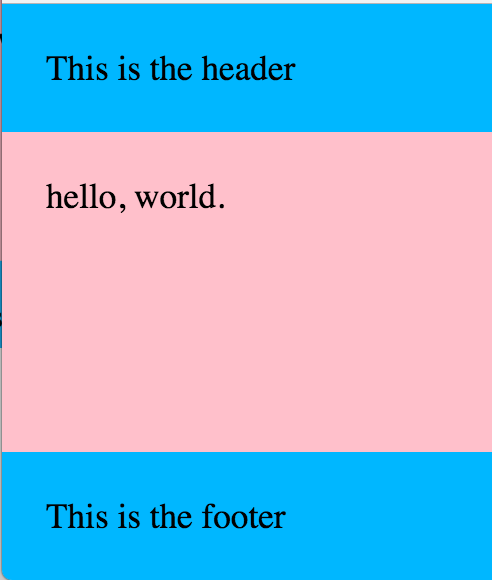 This is the header
hello, world.
This is the footer